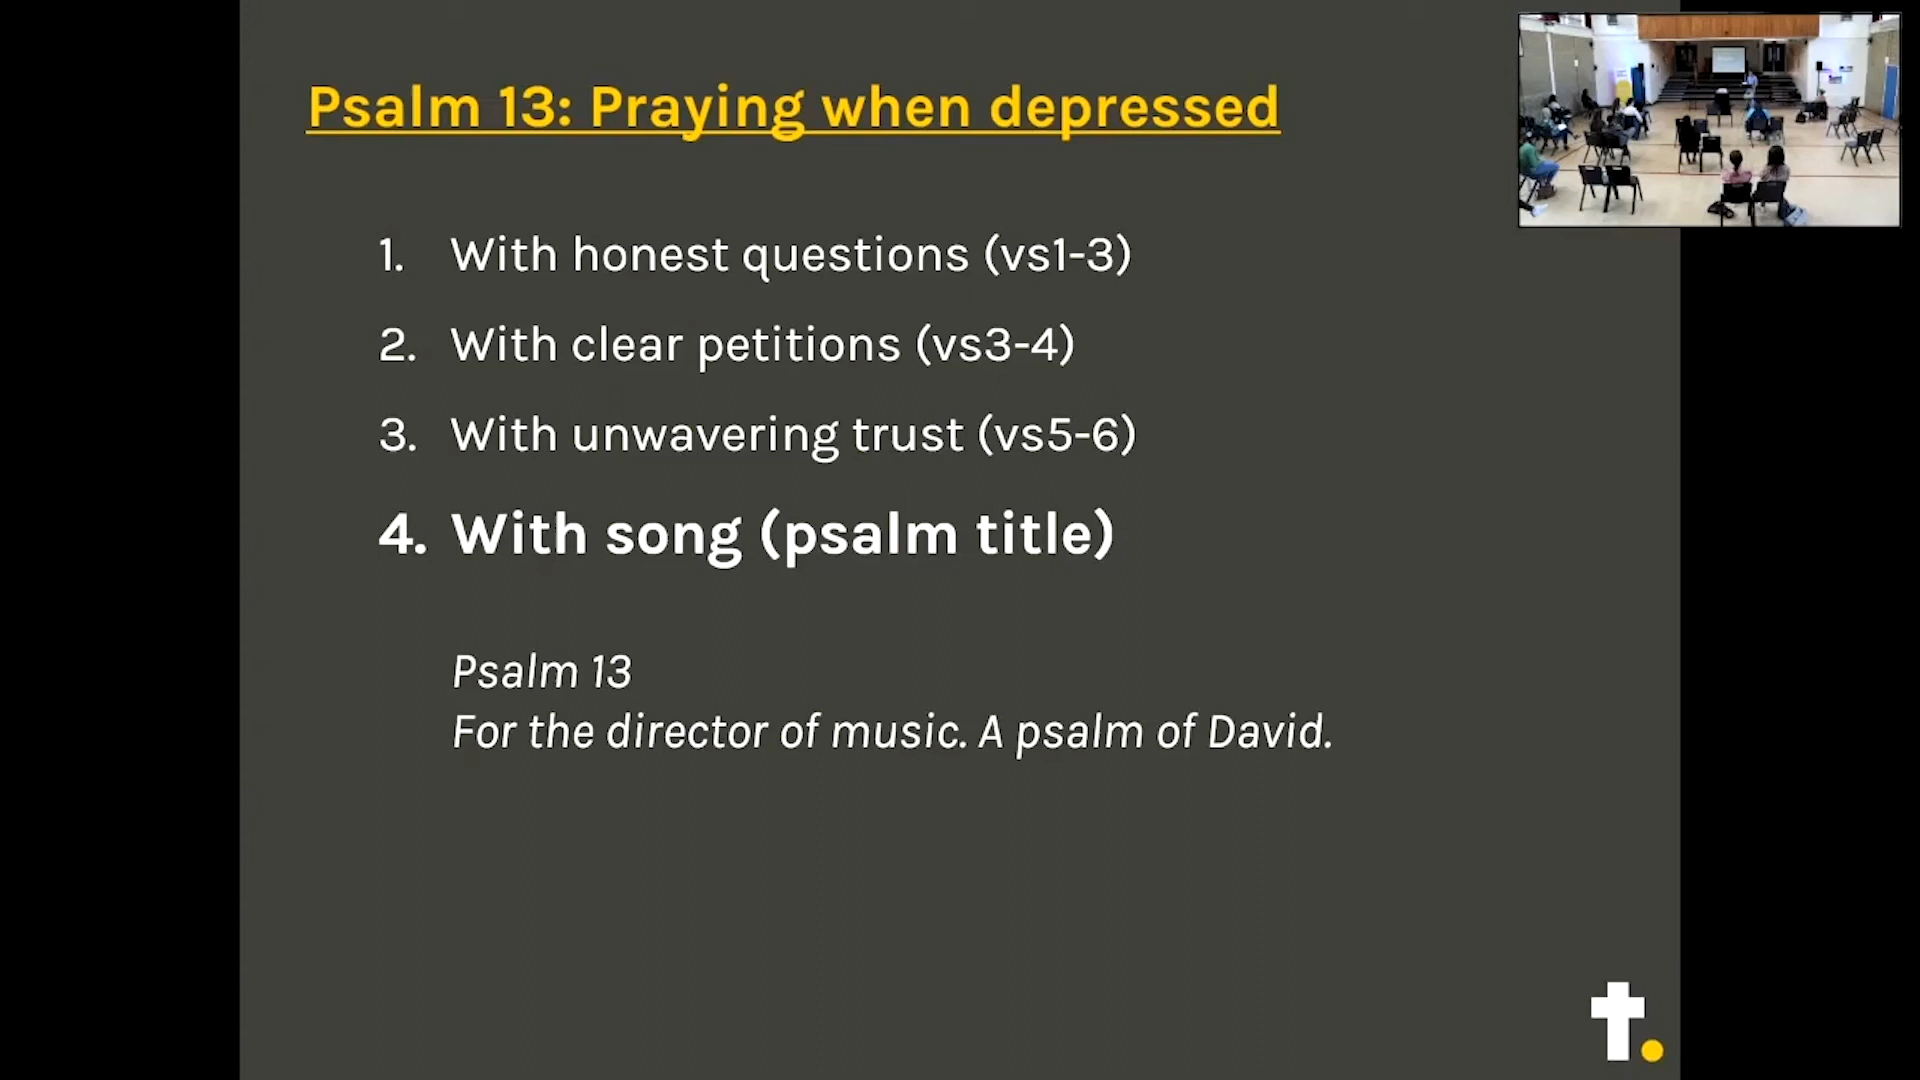 Psalm 13: Praying when depressed
1. With honest questions (vs1-3)
2. With clear petitions (vs3-4)
3. With unwavering trust (vs5-6)
4. With song (psalm title)
Psalm 13
For the director of music. A psalm of David.
t.